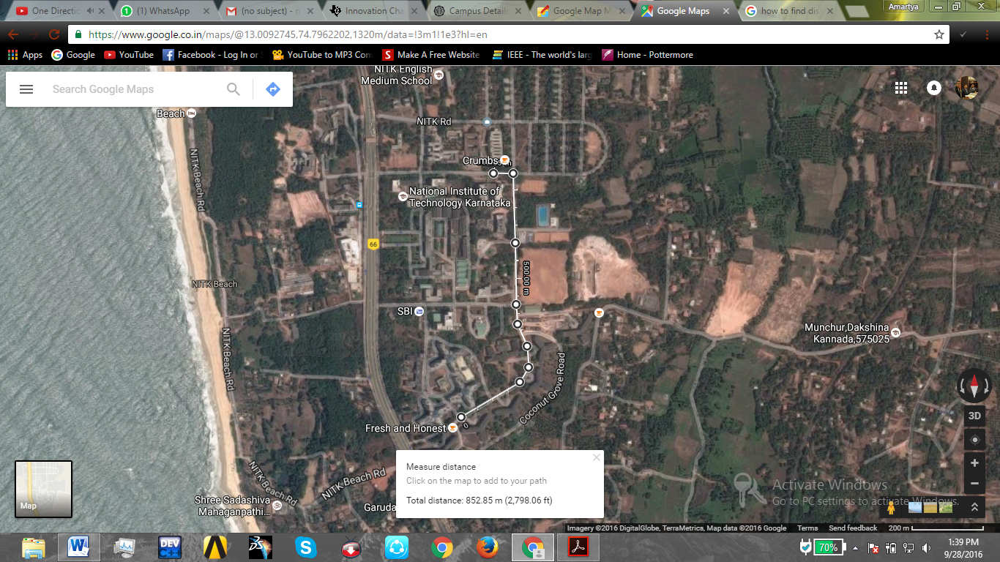 One Directi
(1) WhatsApp
(no subject) - m
Innovation Cha
Campus Details
Google Map M
Google Maps
how to find dis
Amartya
https://www.google.co.in/maps/@13.0092745,74.7962202,1320m/data=!3m1!1e3?hl=en
Apps
Google
YouTube
Facebook - Log In or
YouTube to MP3 Con
Make A Free Website
IEEE - The world's larg
Home - Pottermore
Search Google Maps
NITK English
Medium School
Beach
NITK Rd
NITK Beach Rd
Crumbs
National Institute of
Technology Karnataka
66
500.00 m
NITK Beach
SBI
Munchur,Dakshina
Kannada,575025
NITK Beach Rd
Coconut Grove Road
0
Fresh and Honest
3D
NITK Beach Rd
NITK Beach Rd
Shree Sadashiva
Mahaganpathi...
Garuda
Measure distance
Click on the map to add to your path
Total distance: 852.85 m (2,798.06 ft)
Map
Activate Windows
Go to PC settings to activate Windows.
Imagery ©2016 DigitalGlobe, TerraMetrics, Map data ©2016 Google
Terms
Send feedback
200 m
W
DEV
C++
S
70%
1:39 PM
9/28/2016